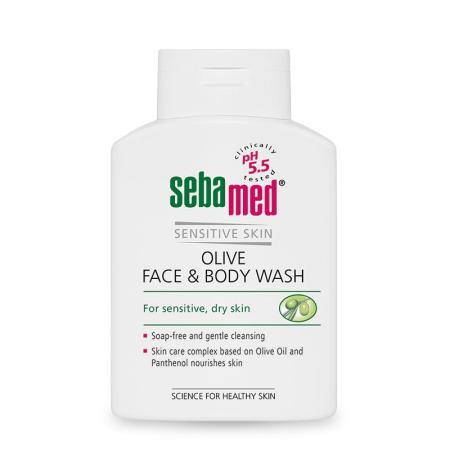 clinically
pH
5.5
tested
sebamed®
SENSITIVE SKIN
OLIVE
FACE & BODY WASH
For sensitive, dry skin
Soap-free and gentle cleansing
Skin care complex based on Olive Oil and
Panthenol nourishes skin
SCIENCE FOR HEALTHY SKIN